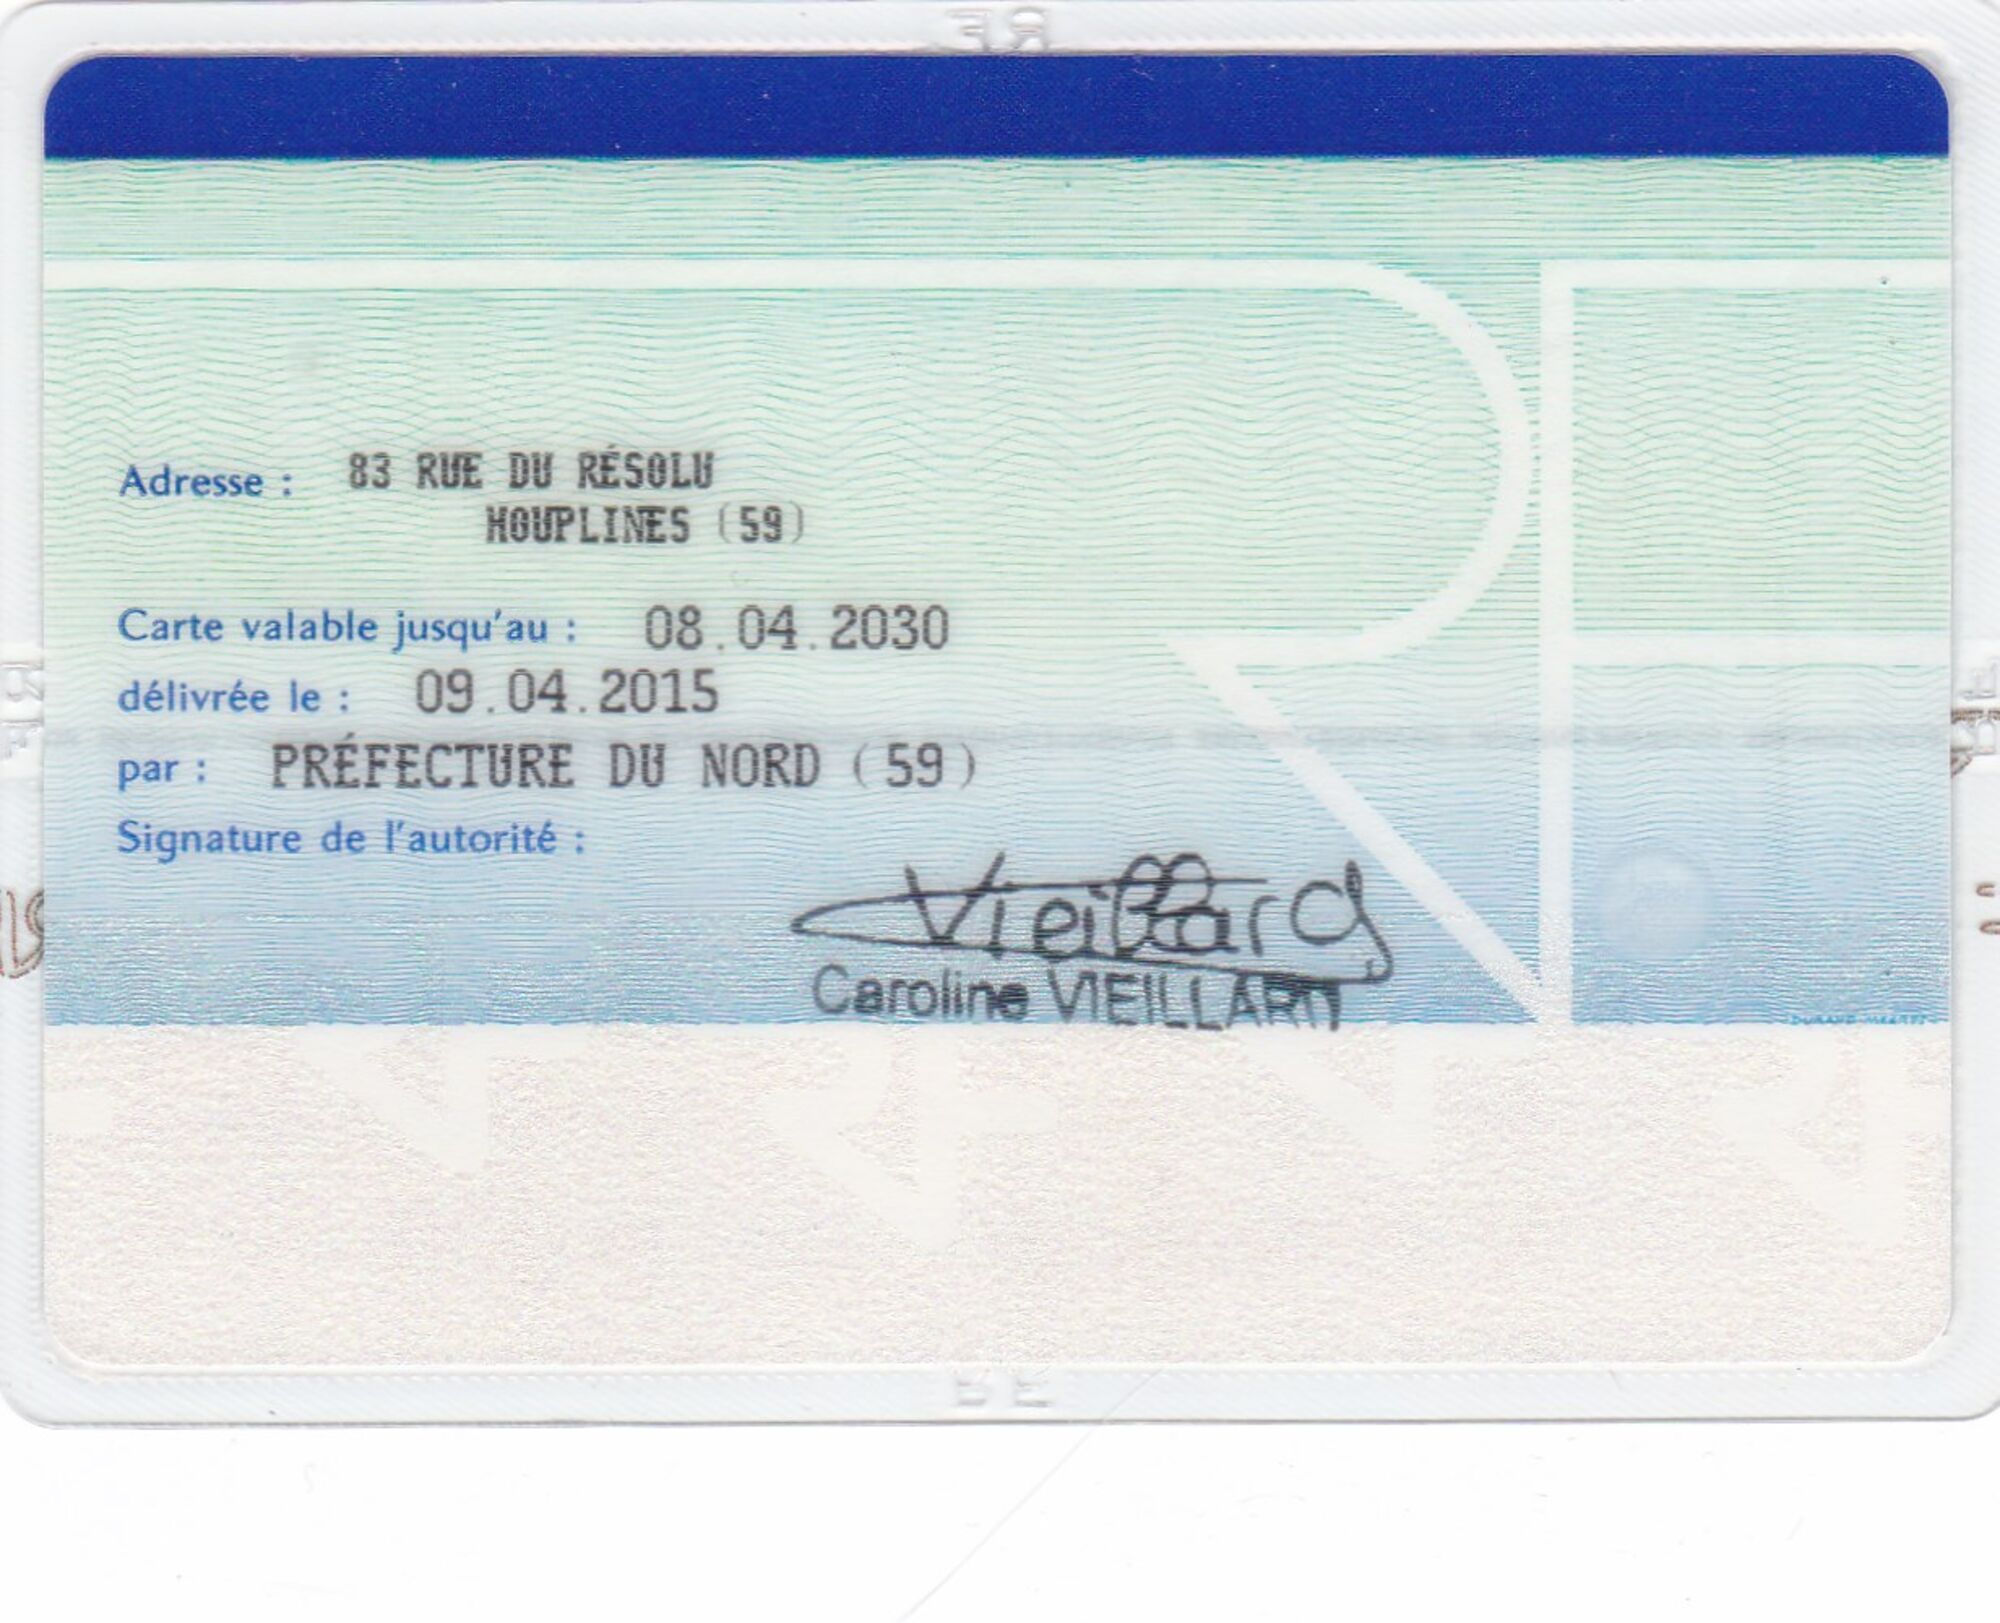 Adresse : 83 RUE DU RÉSOLU
HOUPLINES (59)
Carte valable jusqu'au : 08.04.2030
délivrée le : 09.04.2015
par : PRÉFECTURE DU NORD (59)
Signature de l'autorité :
Vieillard
Caroline VIEILLARD
RF